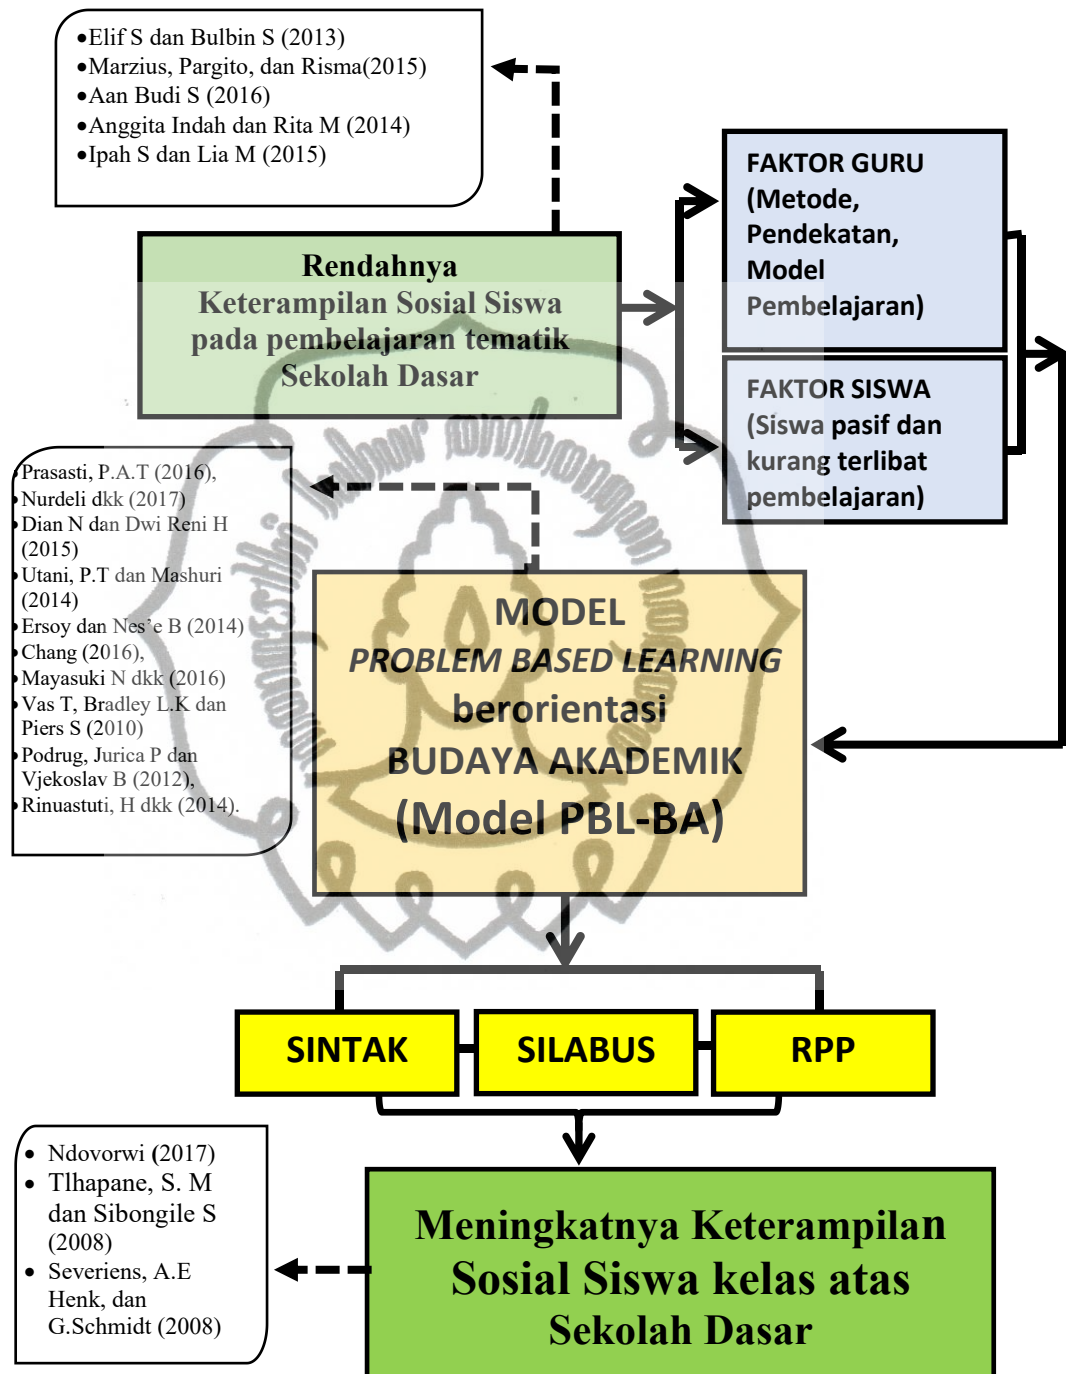 •Elif S dan Bulbin S (2013)
•Marzius, Pargito, dan Risma(2015)
•Aan Budi S (2016)
•Anggita Indah dan Rita M (2014)
•Ipah S dan Lia M (2015)
FAKTOR GURU
(Metode,
Pendekatan,
Model
Pembelajaran)
Rendahnya
Keterampilan Sosial Siswa
pada pembelajaran tematik
Sekolah Dasar
FAKTOR SISWA
(Siswa pasif dan
kurang terlibat
pembelajaran)
•Prasasti, P.A.T (2016),
•Nurdeli dkk (2017)
•Dian N dan Dwi Reni H
(2015)
•Utani, P.T dan Mashuri
(2014)
•Ersoy dan Nes’e B (2014)
•Chang (2016),
•Mayasuki N dkk (2016)
•Vas T, Bradley L.K dan
Piers S (2010)
•Podrug, Jurica P dan
Vjekoslav B (2012),
•Rinuastuti, H dkk (2014).
MODEL
PROBLEM BASED LEARNING
berorientasi
BUDAYA AKADEMIK
(Model PBL-BA)
SINTAK
SILABUS
RPP
• Ndovorwi (2017)
• Tlhapane, S. M
dan Sibongile S
(2008)
• Severiens, A.E
Henk, dan
G.Schmidt (2008)
Meningkatnya Keterampilan
Sosial Siswa kelas atas
Sekolah Dasar